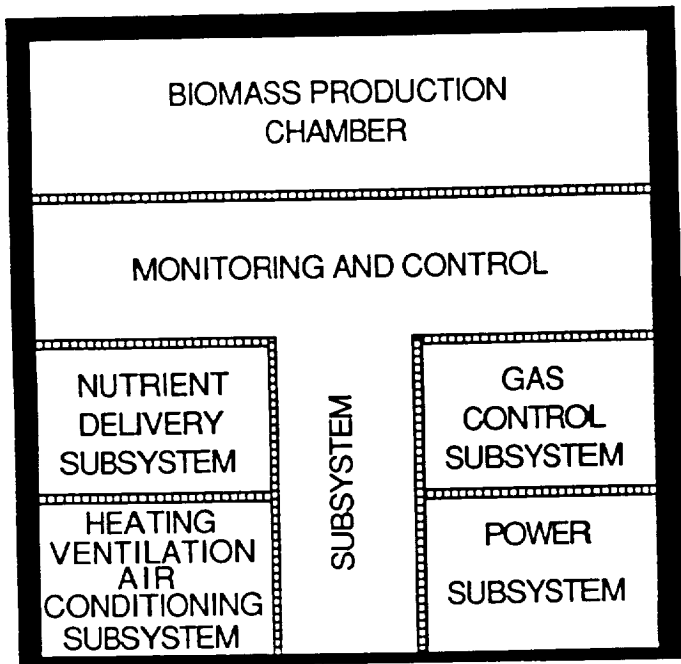 BIOMASS PRODUCTION
CHAMBER
MONITORING AND CONTROL
SUBSYSTEM
NUTRIENT
DELIVERY
SUBSYSTEM
GAS
CONTROL
SUBSYSTEM
HEATING
VENTILATION
AIR
CONDITIONING
SUBSYSTEM
POWER
SUBSYSTEM